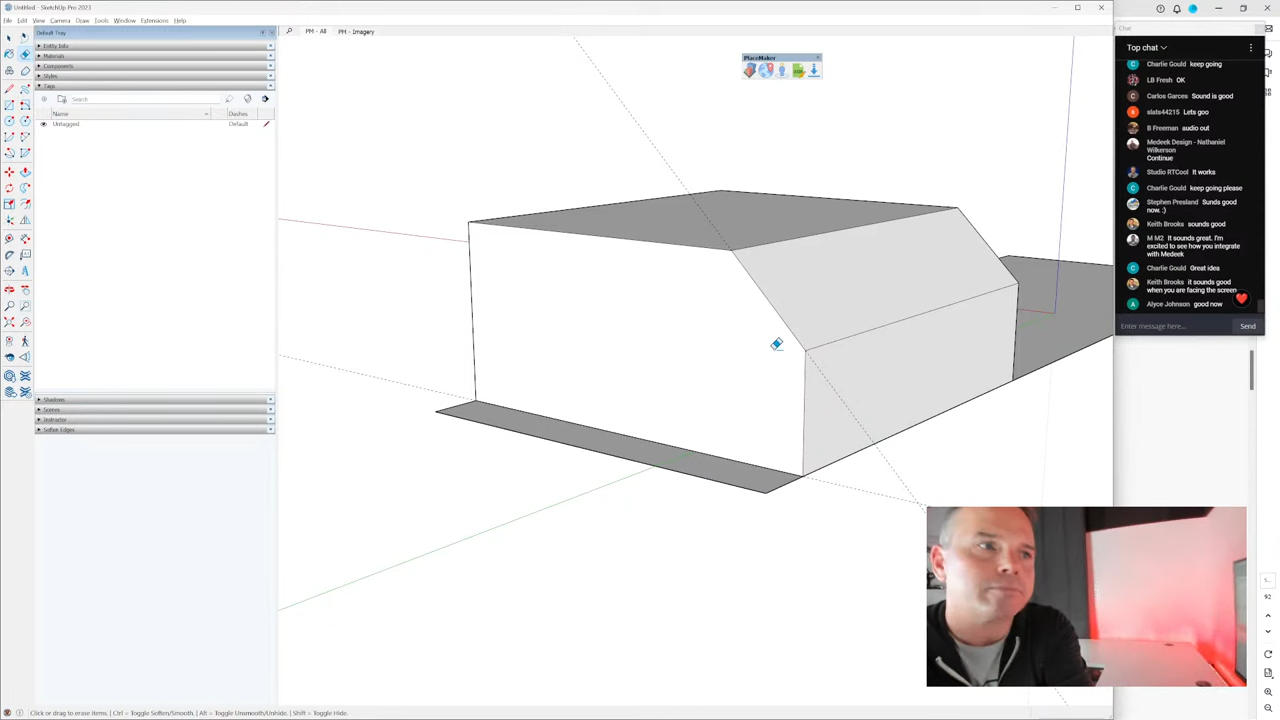 Untitled - SketchUp Pro 2023
File Edit View Camera Draw Tools Window Extensions Help
Default Tray
PM - All
PM - Imagery
Entity Info
Materials
Components
Styles
Tags
Search
Name
Dashes
Untagged
Default
Shadows
Scenes
Instructor
Soften Edges
PlaceMaker
Chat
Top chat
Charlie Gould keep going
LB Fresh OK
Carlos Garces Sound is good
slats44215 Lets goo
B Freeman audio out
Medeek Design - Nathaniel
Wilkerson
Continue
Studio RTCool It works
Charlie Gould keep going please
Stephen Presland Sunds good
now. :)
Keith Brooks sounds good
M M2 It sounds great. I'm
excited to see how you integrate
with Medeek
Charlie Gould Great idea
Keith Brooks it sounds good
when you are facing the screen
Alyce Johnson good now
Enter message here...
Send
S...
92
Click or drag to erase items. | Ctrl = Toggle Soften/Smooth. | Alt = Toggle Unsmooth/Unhide. | Shift = Toggle Hide.